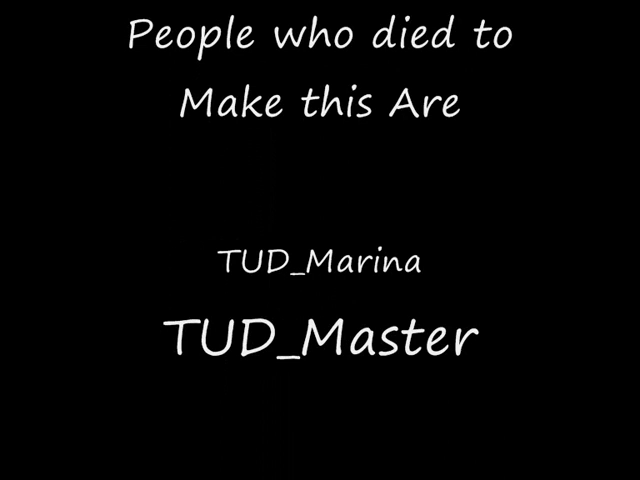 People who died to
Make this Are
TUD_Marina
TUD_Master